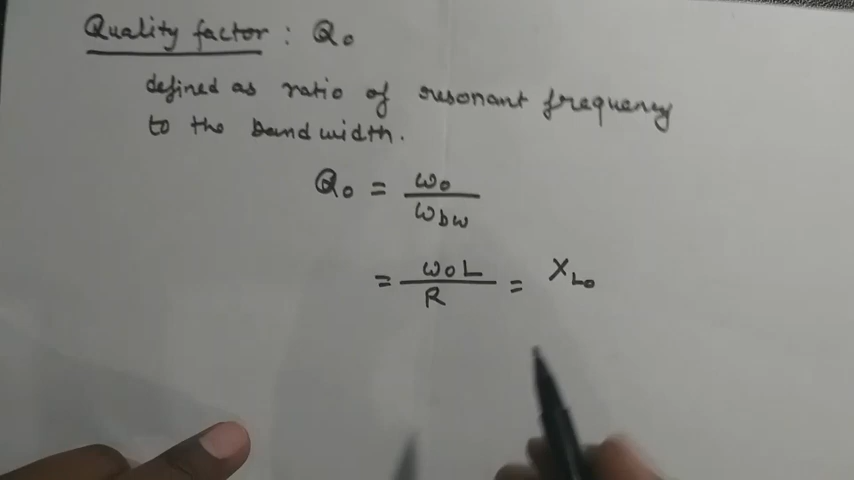 Quality factor : Q₀
defined as ratio of resonant frequency
to the bandwidth.
Q₀ = ω₀ / ω_bw
= ω₀L / R = X_L₀